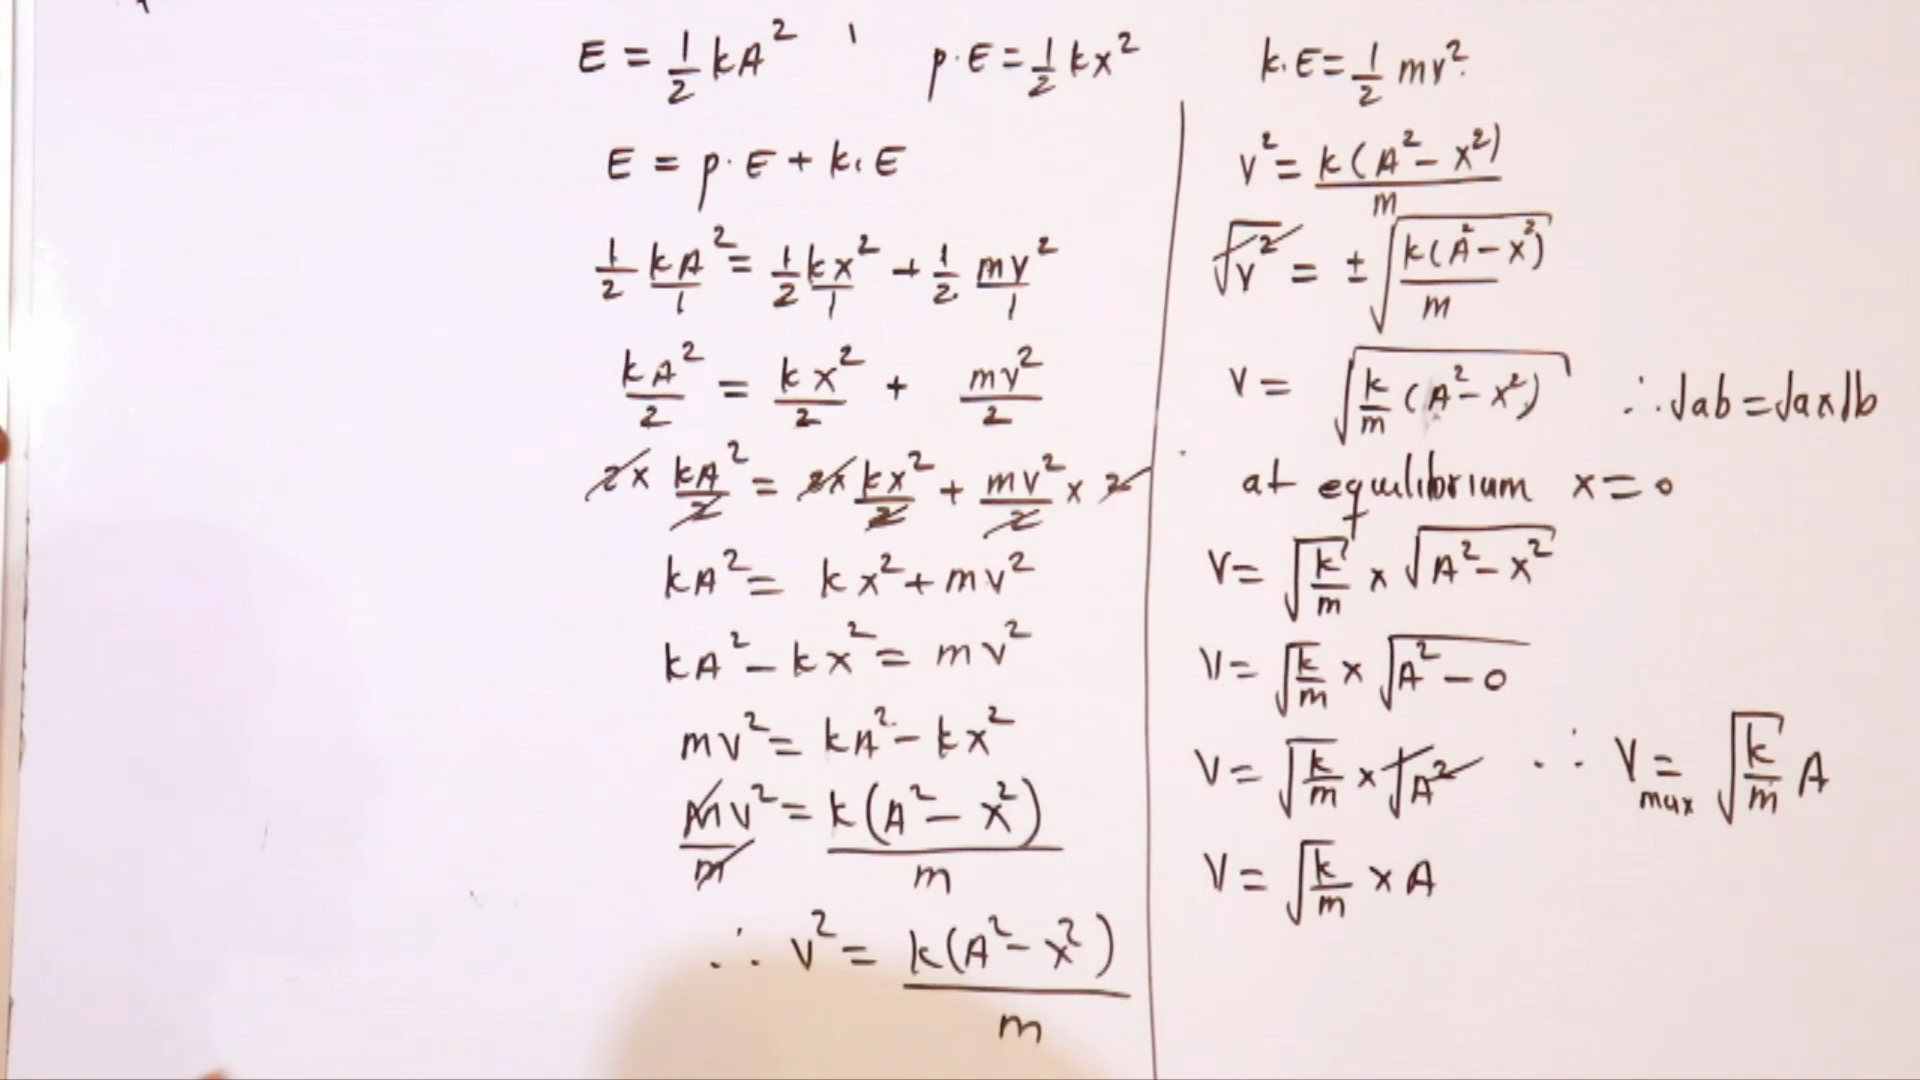 E = 1/2 kA² , p.E = 1/2 kx² k.E = 1/2 mv²
E = p.E + k.E
1/2 kA²/1 = 1/2 kx²/1 + 1/2 mv²/1
kA²/2 = kx²/2 + mv²/2
2 x kA²/2 = 2x kx²/2 + mv²/2 x 2
kA² = kx² + mv²
kA² - kx² = mv²
mv² = kA² - kx²
mv²/m = k(A² - x²)/m
∴ v² = k(A² - x²)/m
v² = k(A² - x²)/m
√v² = ± √(k(A² - x²)/m)
v = √(k/m (A² - x²)) ∴ √ab = √a x √b
at equilibrium x = 0
v = √(k/m) x √(A² - x²)
v = √(k/m) x √(A² - 0)
v = √(k/m) x √A² ∴ v max = √(k/m) A
v = √(k/m) x A